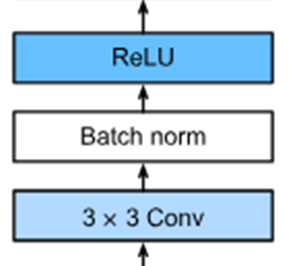 ReLU
Batch norm
3 × 3 Conv